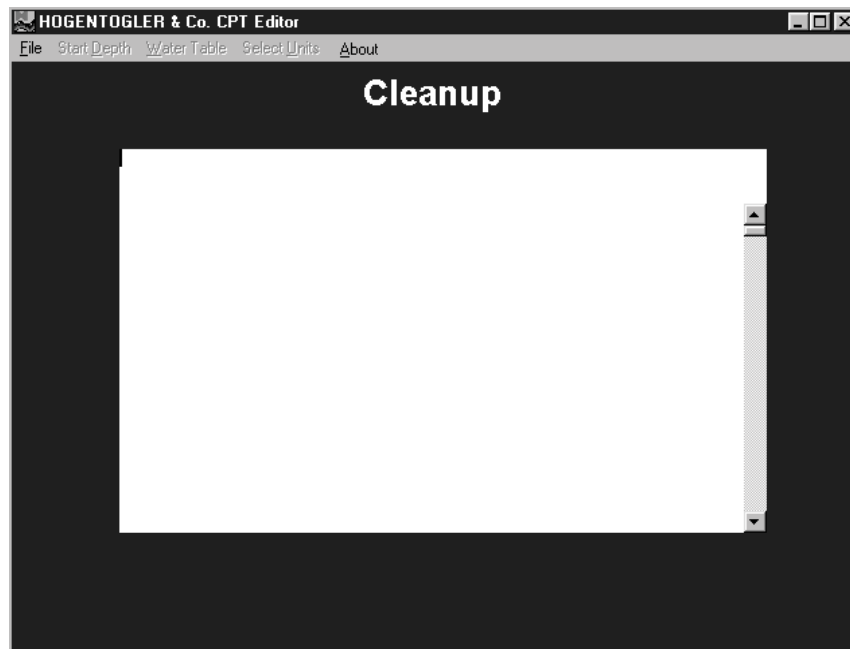 HOGENTOGLER & Co. CPT Editor
File Start Depth Water Table Select Units About
Cleanup